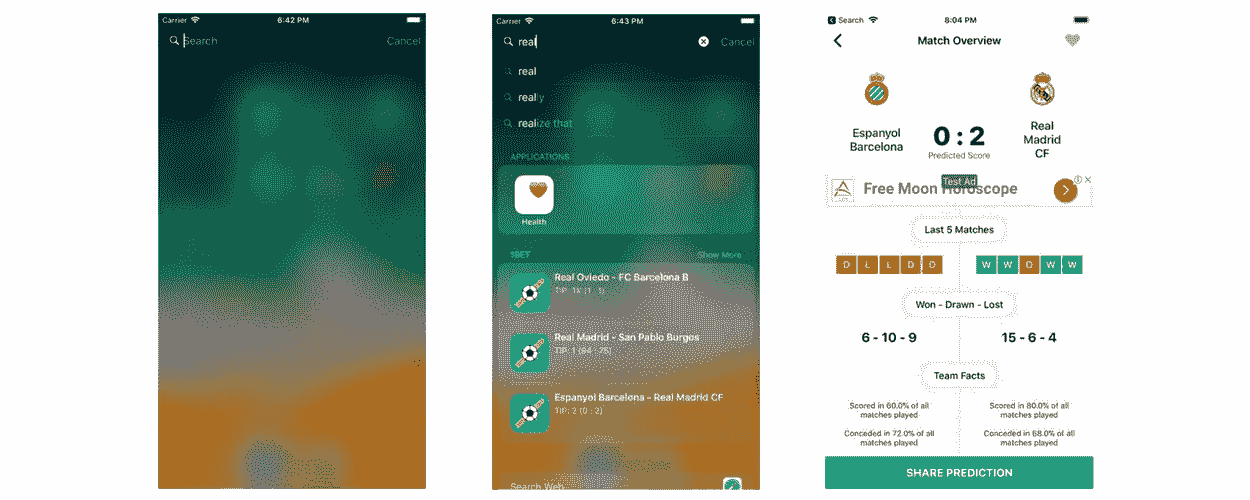 Carrier 6:42 PM
Search Cancel
Carrier 6:43 PM
real Cancel
real
really
realize that
APPLICATIONS
Health
1BET Show More
Real Oviedo - FC Barcelona B
TIP: 1X (1 : 1)
Real Madrid - San Pablo Burgos
TIP: 1 (84 : 75)
Espanyol Barcelona - Real Madrid CF
TIP: 2 (0 : 2)
Search Web
Search 8:04 PM
Match Overview
Espanyol
Barcelona
0 : 2
Predicted Score
Real
Madrid
CF
Test Ad
Free Moon Horoscope
Last 5 Matches
D L L D D W W D W W
Won - Drawn - Lost
6 - 10 - 9 15 - 6 - 4
Team Facts
Scored in 60.0% of all
matches played
Scored in 80.0% of all
matches played
Conceded in 72.0% of all
matches played
Conceded in 68.0% of all
matches played
SHARE PREDICTION